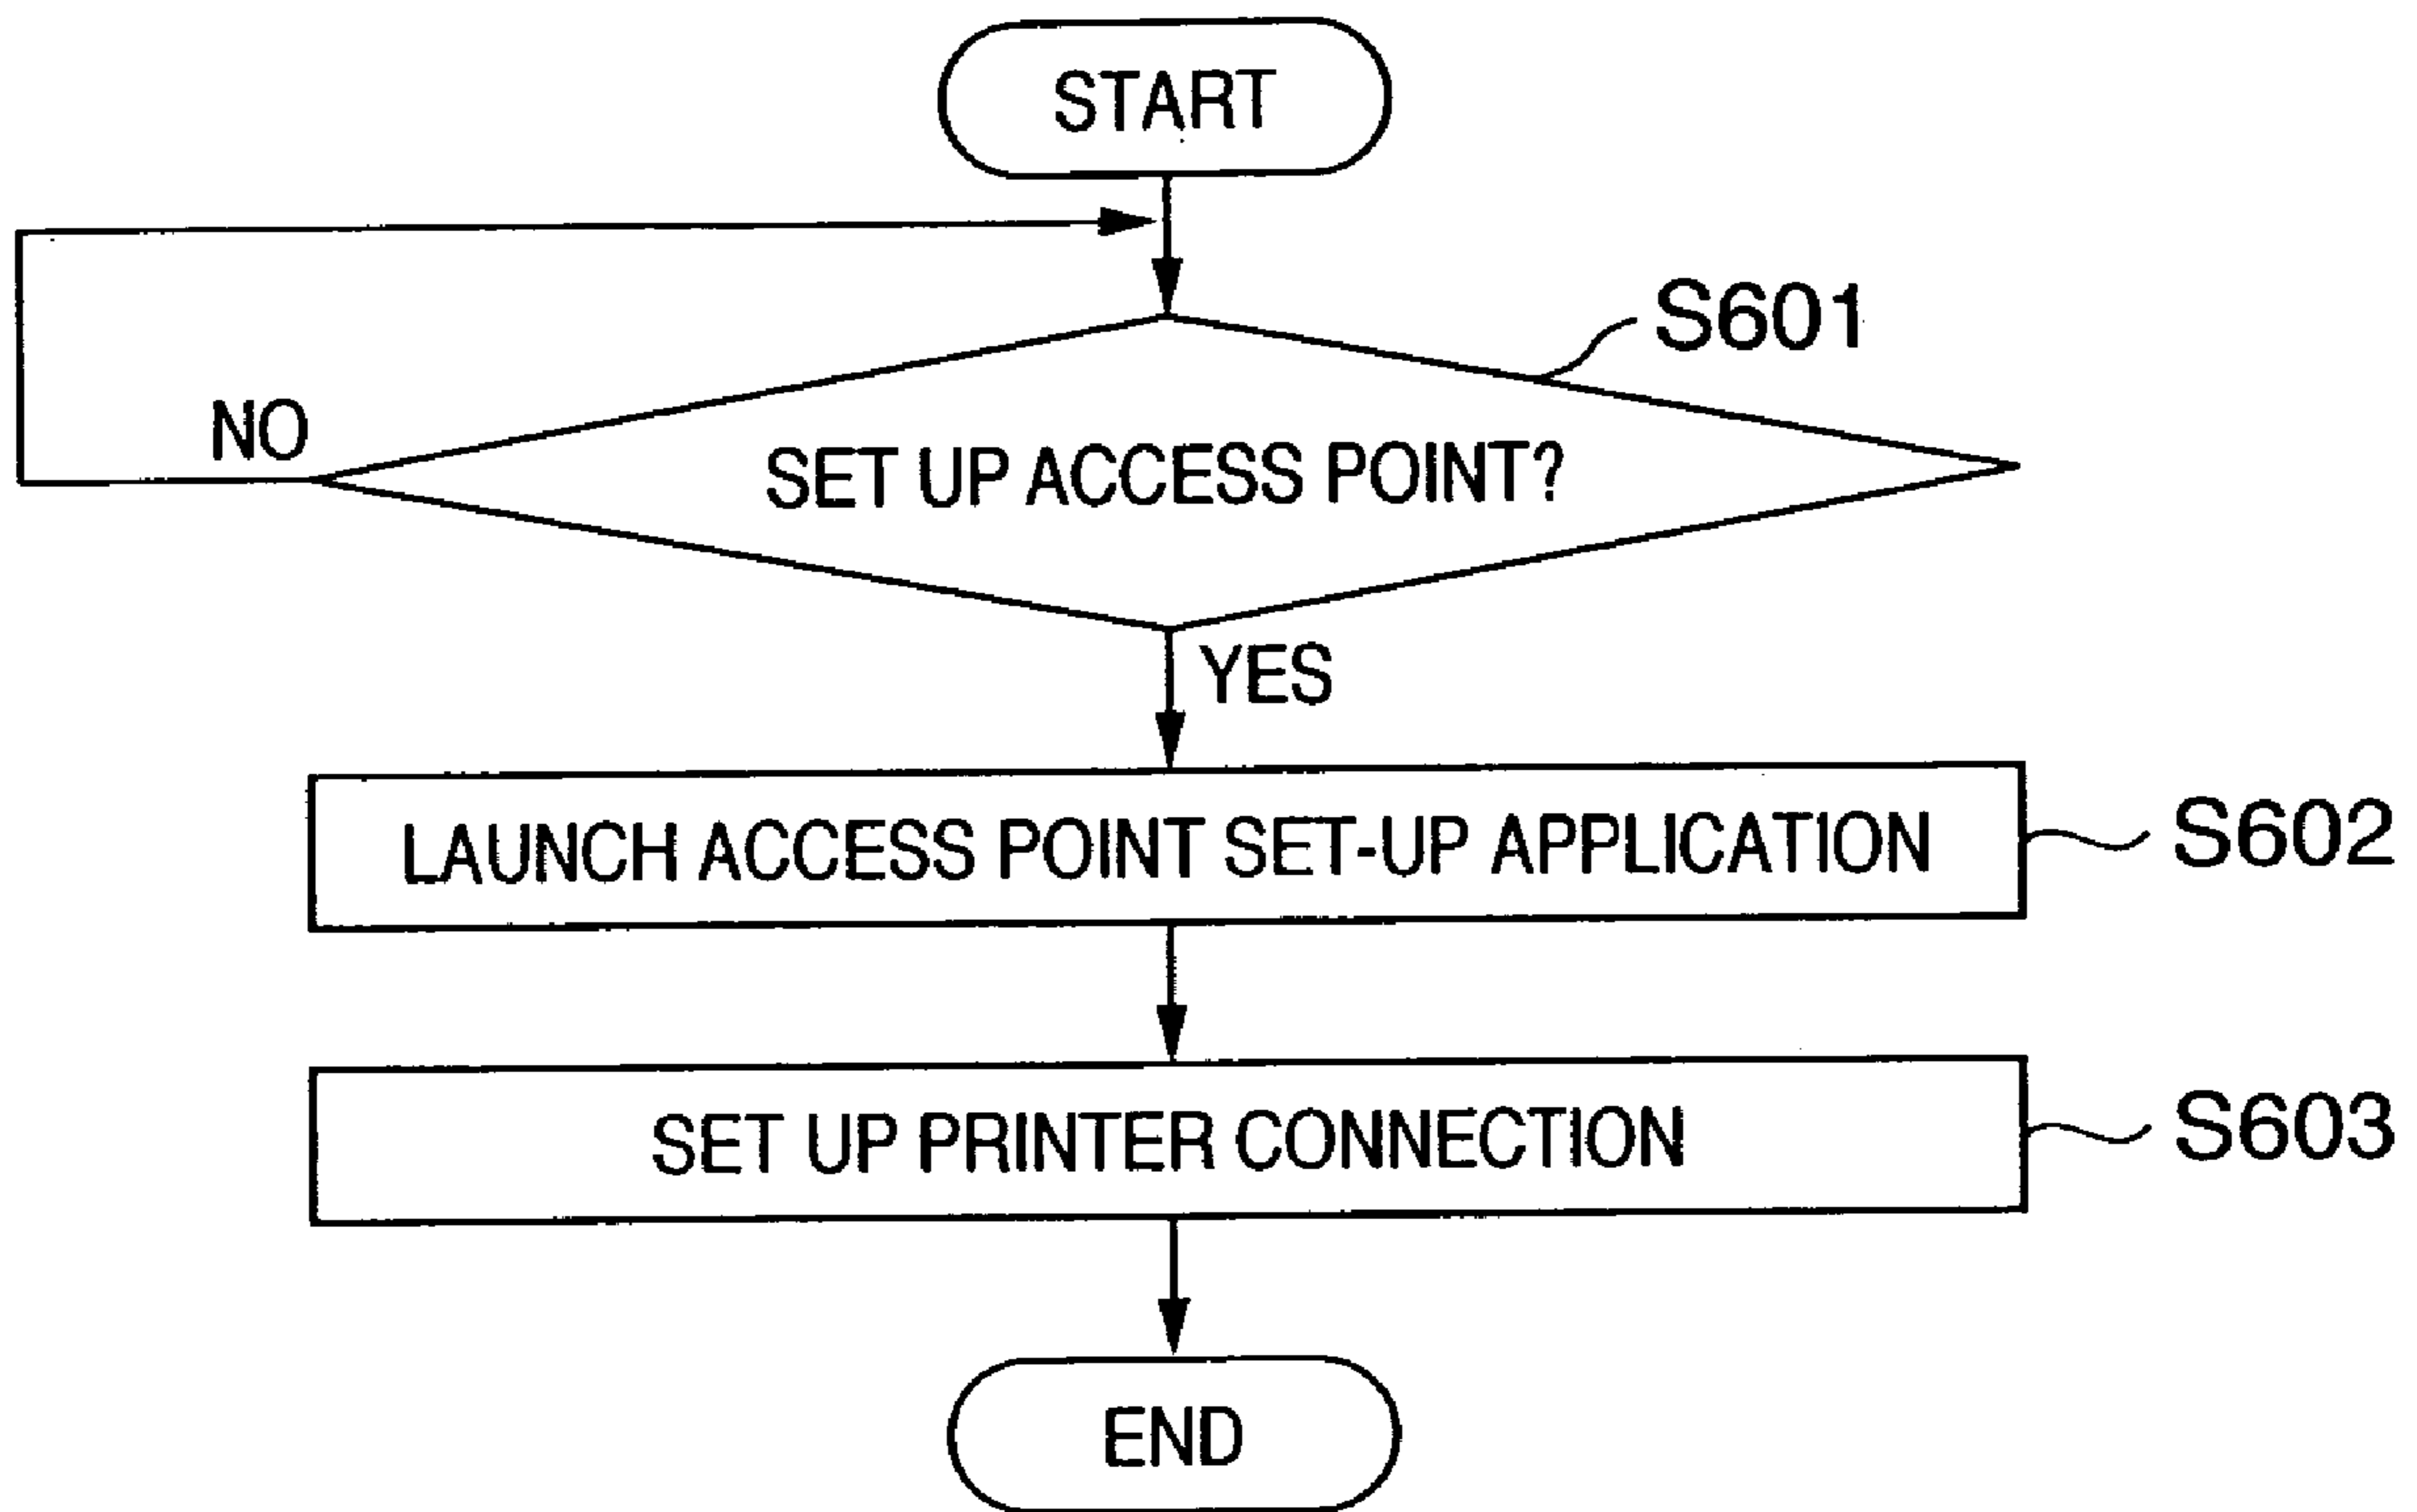 START
S601
NO
SET UP ACCESS POINT?
YES
LAUNCH ACCESS POINT SET-UP APPLICATION
S602
SET UP PRINTER CONNECTION
S603
END